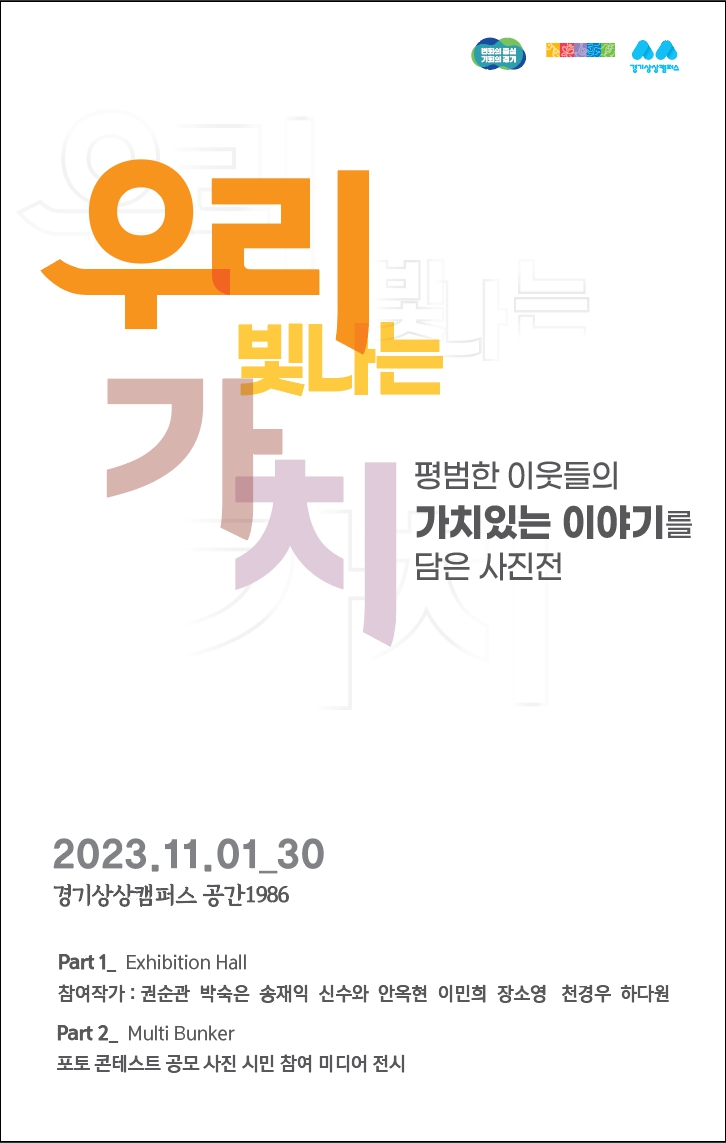 변화의 중심
기회의 경기
경기상상캠퍼스
우리
빛나는
가
치
평범한 이웃들의
가치있는 이야기를
담은 사진전
2023.11.01_30
경기상상캠퍼스 공간1986
Part 1_ Exhibition Hall
참여작가 : 권순관 박숙은 송재익 신수와 안옥현 이민희 장소영 천경우 하다원
Part 2_ Multi Bunker
포토 콘테스트 공모 사진 시민 참여 미디어 전시